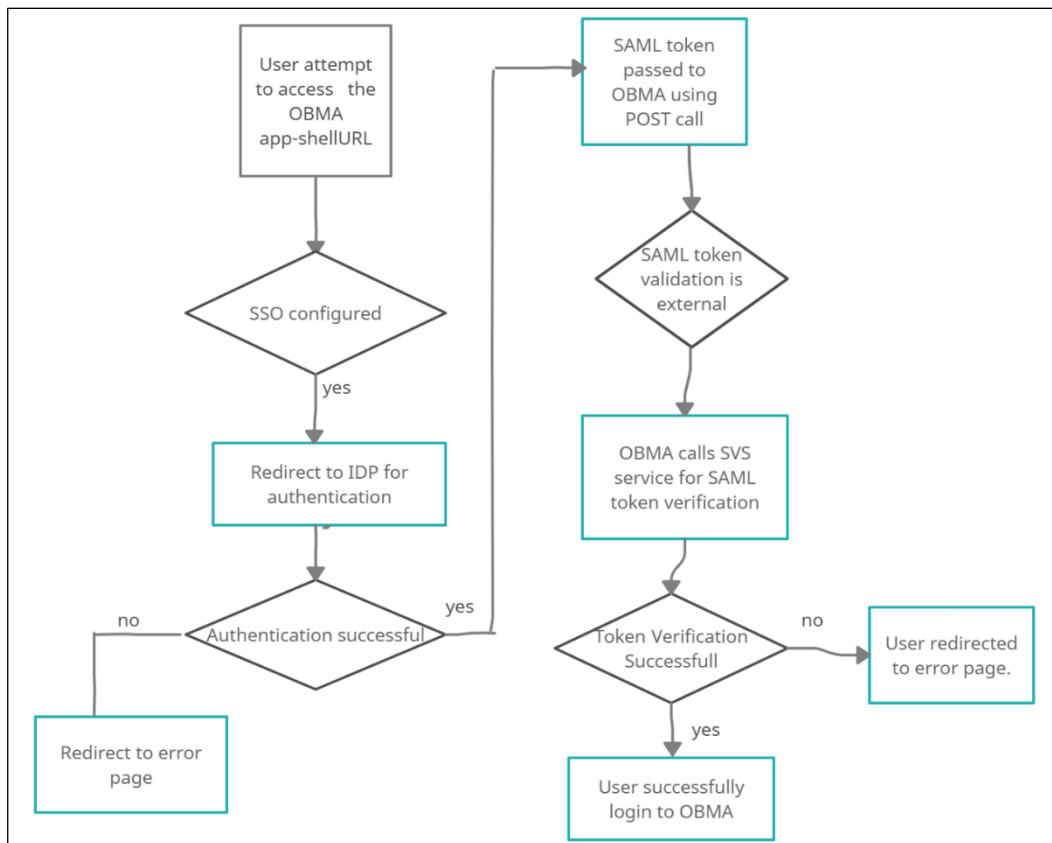 User attempt
to access the
OBMA
app-shellURL
SSO configured
yes
Redirect to IDP for
authentication
Authentication successful
no
yes
Redirect to error
page
SAML token
passed to
OBMA using
POST call
SAML token
validation is
external
OBMA calls SVS
service for SAML
token verification
Token Verification
Successfull
no
User redirected
to error page.
yes
User successfully
login to OBMA